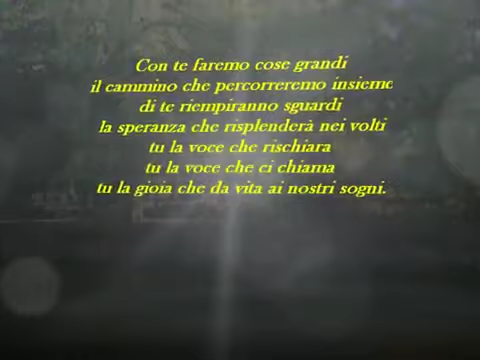 Con te faremo cose grandi
il cammino che percorreremo insieme
di te riempiranno sguardi
la speranza che risplenderà nei volti
tu la voce che rischiara
tu la voce che ci chiama
tu la gioia che da vita ai nostri sogni.